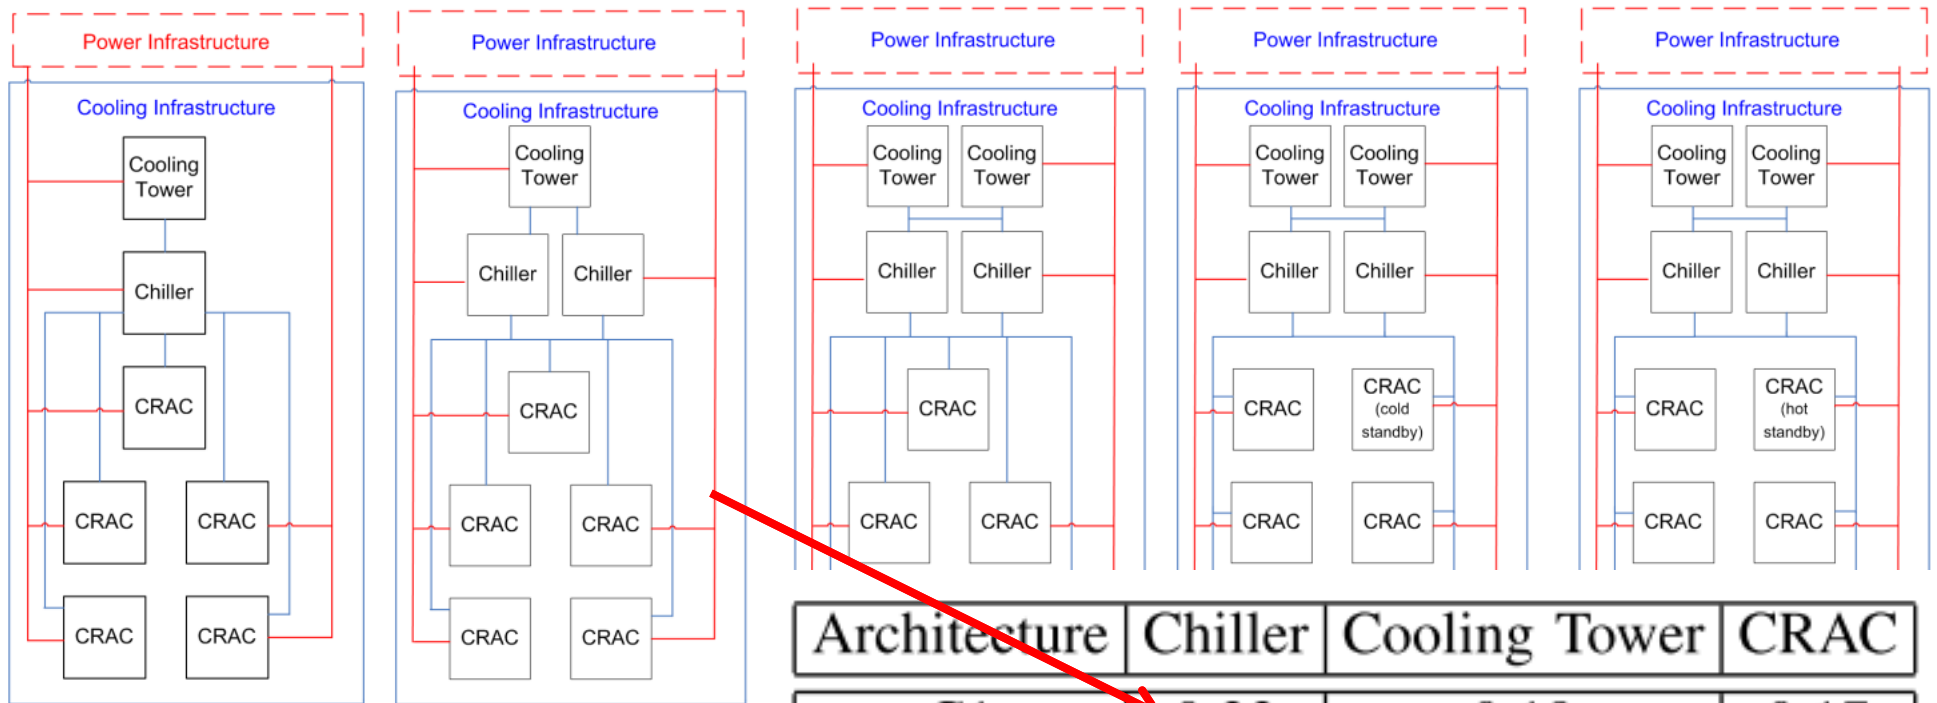 Power Infrastructure
Cooling Infrastructure
Cooling
Tower
Chiller
CRAC
CRAC CRAC
CRAC CRAC
Power Infrastructure
Cooling Infrastructure
Cooling
Tower
Chiller Chiller
CRAC
CRAC CRAC
CRAC CRAC
Power Infrastructure
Cooling Infrastructure
Cooling Cooling
Tower Tower
Chiller Chiller
CRAC
CRAC CRAC
Power Infrastructure
Cooling Infrastructure
Cooling Cooling
Tower Tower
Chiller Chiller
CRAC CRAC
(cold
standby)
CRAC CRAC
Power Infrastructure
Cooling Infrastructure
Cooling Cooling
Tower Tower
Chiller Chiller
CRAC CRAC
(hot
standby)
CRAC CRAC
Architecture Chiller Cooling Tower CRAC